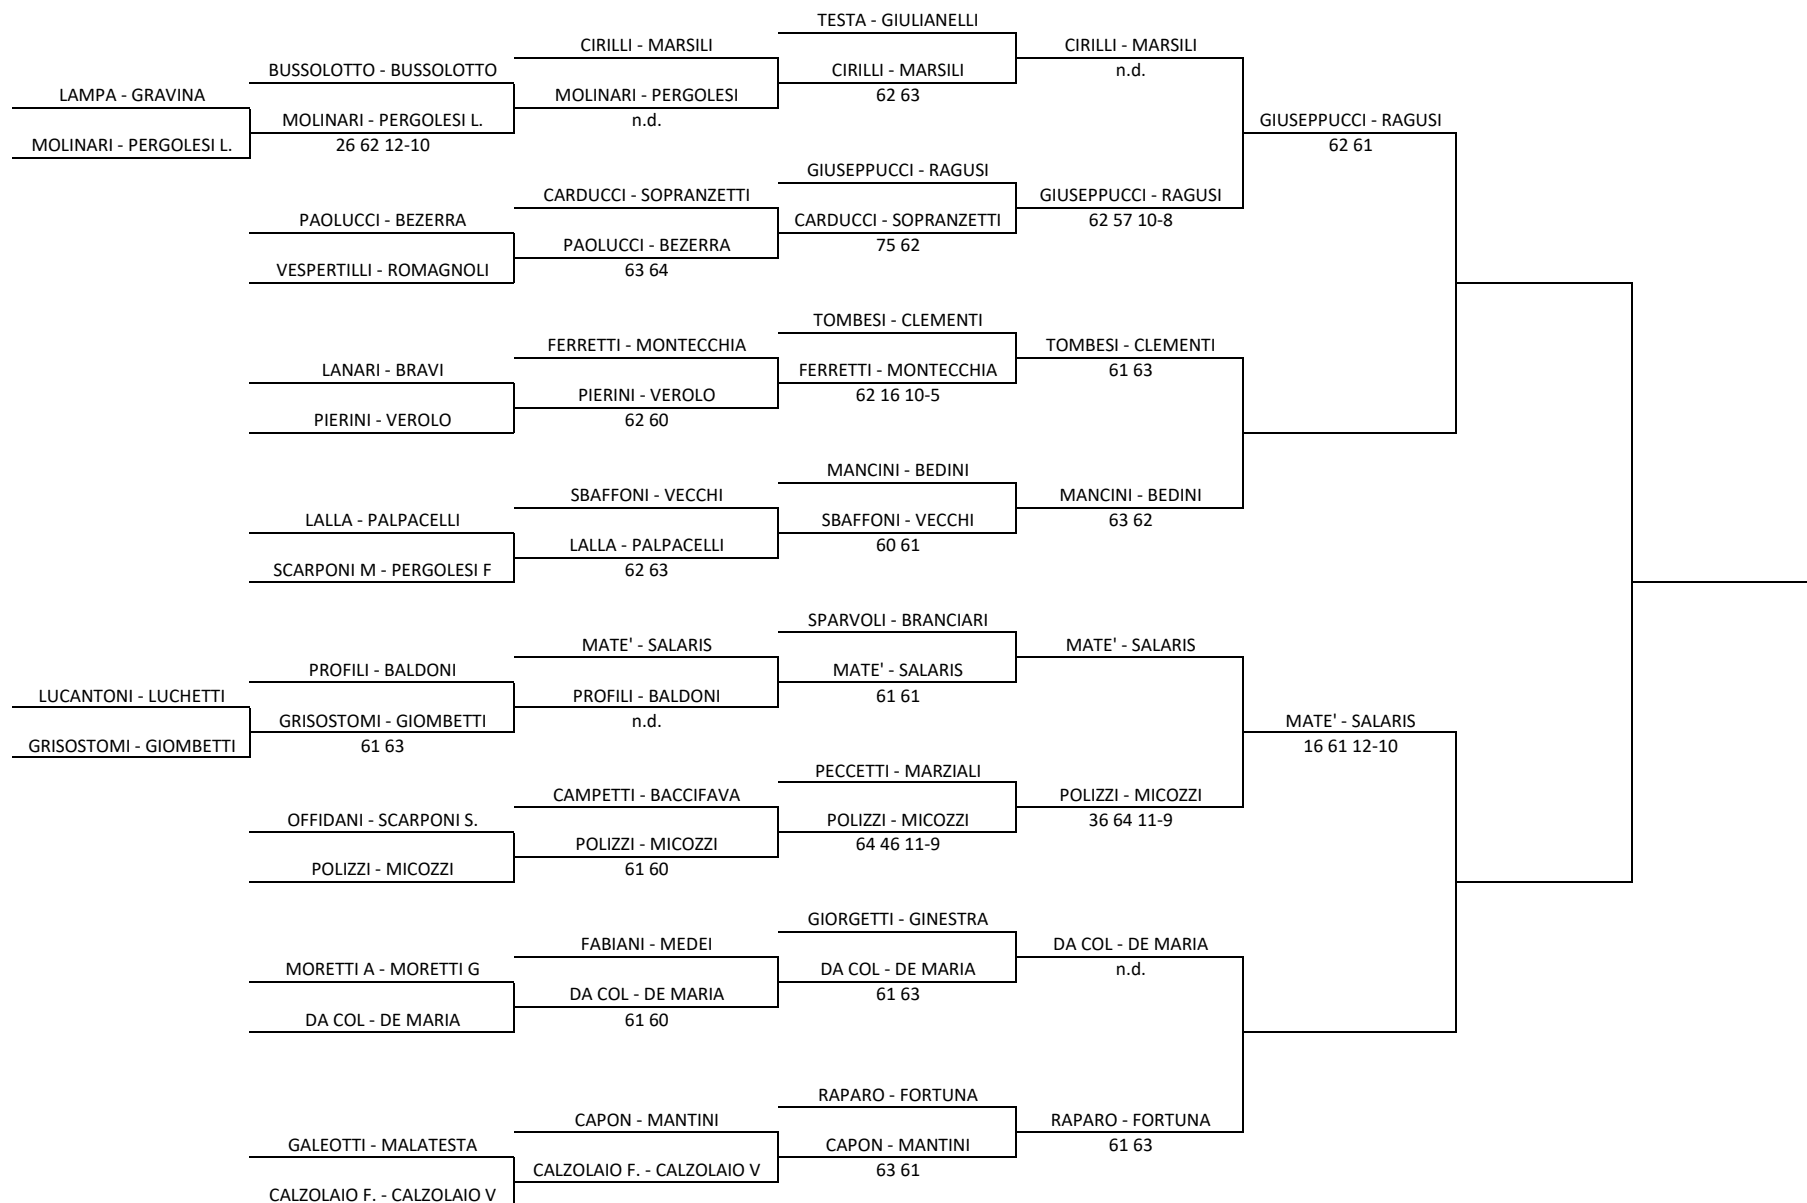 TESTA - GIULIANELLI
CIRILLI - MARSILI
CIRILLI - MARSILI
BUSSOLOTTO - BUSSOLOTTO
CIRILLI - MARSILI
n.d.
LAMPA - GRAVINA
MOLINARI - PERGOLESI
62 63
MOLINARI - PERGOLESI L.
n.d.
GIUSEPPUCCI - RAGUSI
MOLINARI - PERGOLESI L.
26 62 12-10
62 61
GIUSEPPUCCI - RAGUSI
CARDUCCI - SOPRANZETTI
GIUSEPPUCCI - RAGUSI
PAOLUCCI - BEZERRA
CARDUCCI - SOPRANZETTI
62 57 10-8
PAOLUCCI - BEZERRA
75 62
VESPERTILLI - ROMAGNOLI
63 64
TOMBESI - CLEMENTI
FERRETTI - MONTECCHIA
TOMBESI - CLEMENTI
LANARI - BRAVI
FERRETTI - MONTECCHIA
61 63
PIERINI - VEROLO
62 16 10-5
PIERINI - VEROLO
62 60
MANCINI - BEDINI
SBAFFONI - VECCHI
MANCINI - BEDINI
LALLA - PALPACELLI
SBAFFONI - VECCHI
63 62
LALLA - PALPACELLI
60 61
SCARPONI M - PERGOLESI F
62 63
SPARVOLI - BRANCIARI
MATE' - SALARIS
MATE' - SALARIS
PROFILI - BALDONI
MATE' - SALARIS
LUCANTONI - LUCHETTI
PROFILI - BALDONI
61 61
GRISOSTOMI - GIOMBETTI
n.d.
MATE' - SALARIS
GRISOSTOMI - GIOMBETTI
61 63
16 61 12-10
PECCETTI - MARZIALI
CAMPETTI - BACCIFAVA
POLIZZI - MICOZZI
OFFIDANI - SCARPONI S.
POLIZZI - MICOZZI
36 64 11-9
POLIZZI - MICOZZI
64 46 11-9
POLIZZI - MICOZZI
61 60
GIORGETTI - GINESTRA
FABIANI - MEDEI
DA COL - DE MARIA
MORETTI A - MORETTI G
DA COL - DE MARIA
n.d.
DA COL - DE MARIA
61 63
DA COL - DE MARIA
61 60
RAPARO - FORTUNA
CAPON - MANTINI
RAPARO - FORTUNA
GALEOTTI - MALATESTA
CAPON - MANTINI
61 63
CALZOLAIO F. - CALZOLAIO V
63 61
CALZOLAIO F. - CALZOLAIO V